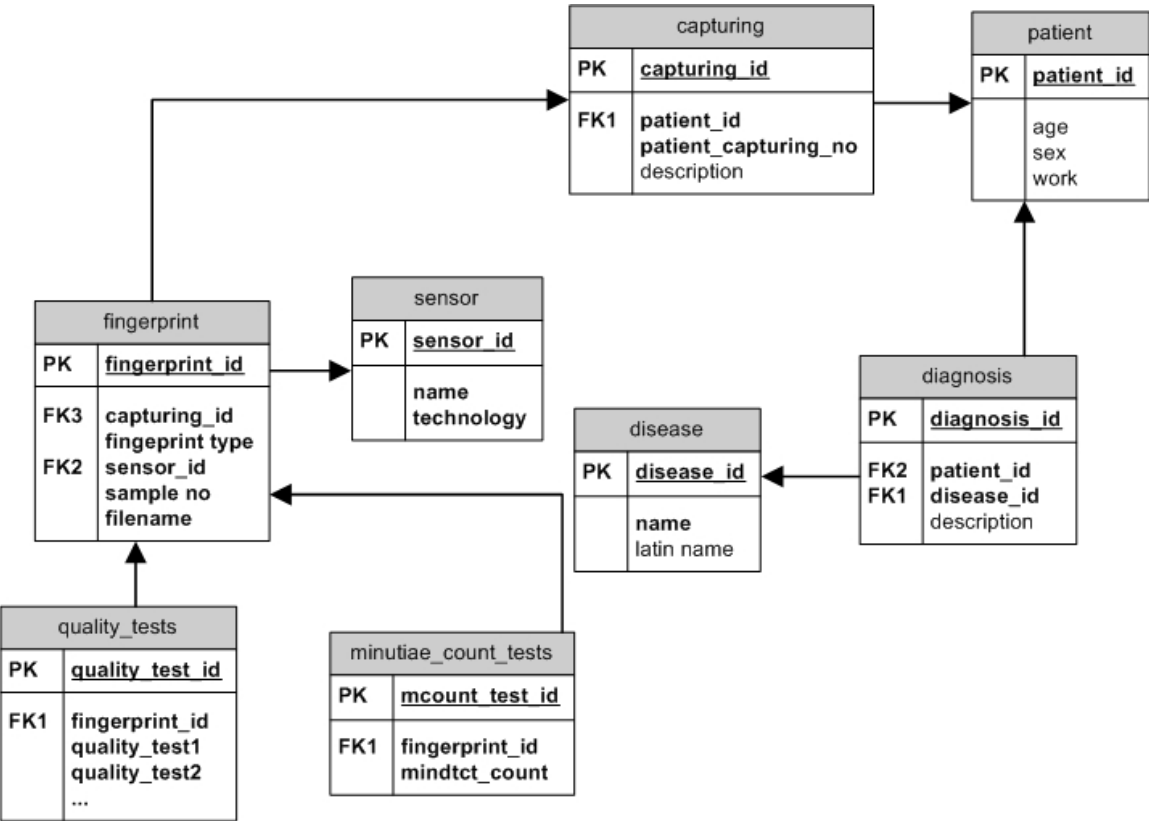 capturing
PK capturing_id
FK1 patient_id
patient_capturing_no
description
patient
PK patient_id
age
sex
work
fingerprint
PK fingerprint_id
FK3 capturing_id
fingeprint type
FK2 sensor_id
sample no
filename
sensor
PK sensor_id
name
technology
disease
PK disease_id
name
latin name
diagnosis
PK diagnosis_id
FK2 patient_id
FK1 disease_id
description
quality_tests
PK quality_test_id
FK1 fingerprint_id
quality_test1
quality_test2
...
minutiae_count_tests
PK mcount_test_id
FK1 fingerprint_id
mindtct_count